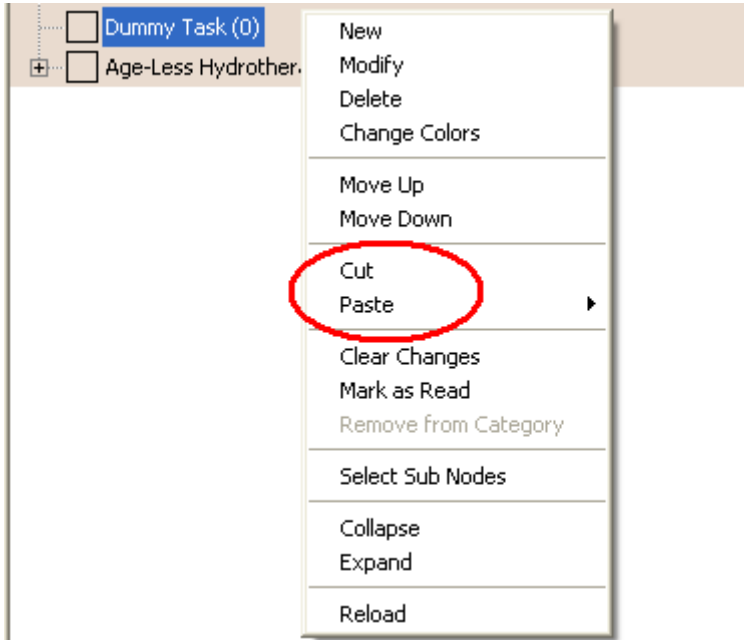 Dummy Task (0)
Age-Less Hydrother
New
Modify
Delete
Change Colors
Move Up
Move Down
Cut
Paste
Clear Changes
Mark as Read
Remove from Category
Select Sub Nodes
Collapse
Expand
Reload